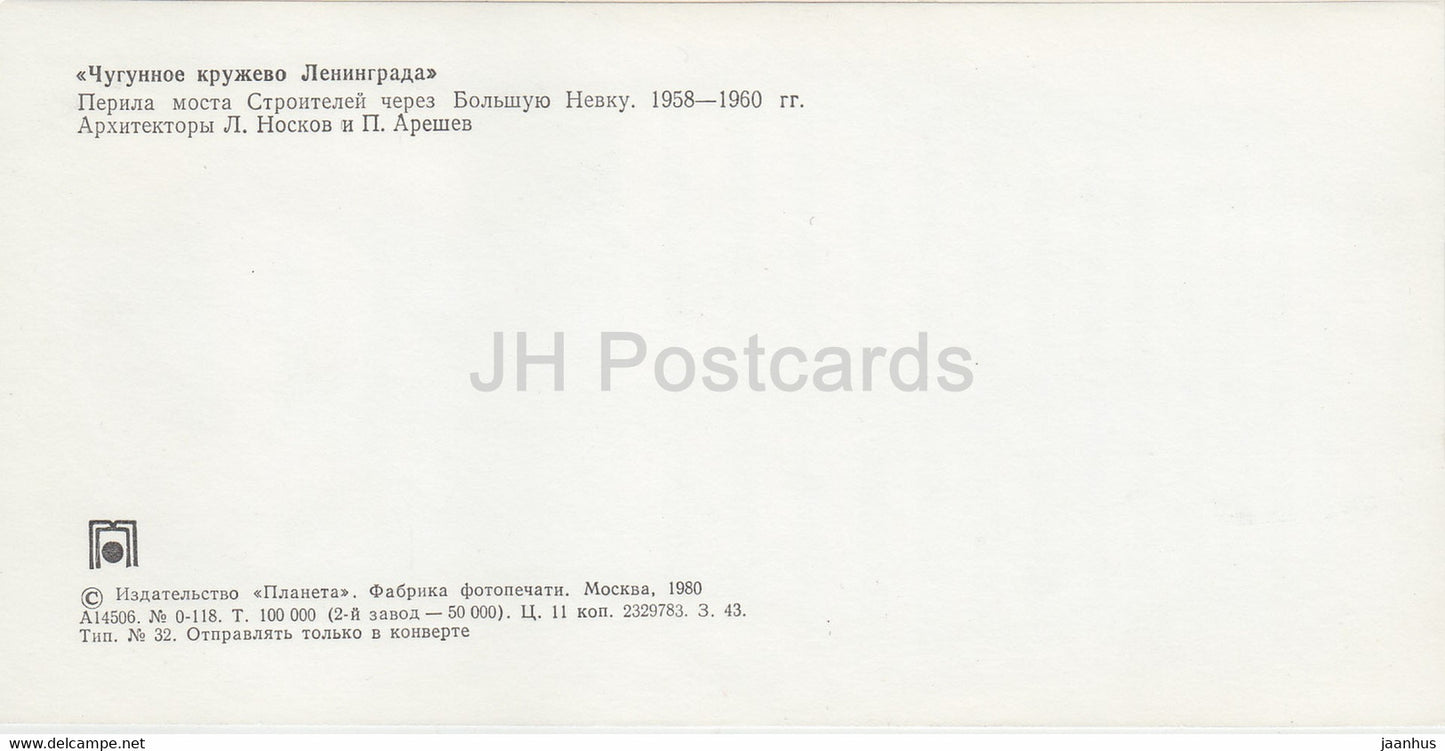 «Чугунное кружево Ленинграда»
Перила моста Строителей через Большую Невку. 1958—1960 гг.
Архитекторы Л. Носков и П. Арешев
JH Postcards
© Издательство «Планета». Фабрика фотопечати. Москва, 1980
А14506. № 0-118. Т. 100 000 (2-й завод — 50 000). Ц. 11 коп. 2329783. З. 43.
Тип. № 32. Отправлять только в конверте
www.delcampe.net
jaanhus